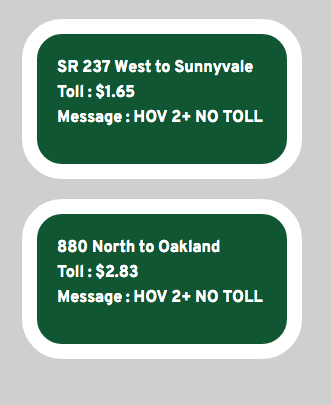 SR 237 West to Sunnyvale
Toll : $1.65
Message : HOV 2+ NO TOLL
880 North to Oakland
Toll : $2.83
Message : HOV 2+ NO TOLL